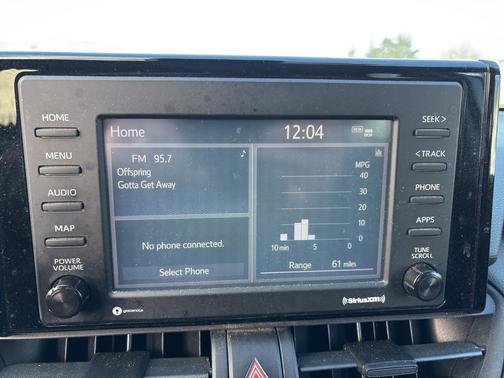 HOME
MENU
AUDIO
MAP
POWER
VOLUME
gracenote
Home
12:04
FM 95.7
Offspring
Gotta Get Away
No phone connected.
Select Phone
MPG
40
30
20
10
0
10 min 5
Range 61 miles
SEEK >
< TRACK
PHONE
APPS
TUNE
SCROLL
((SiriusXM))